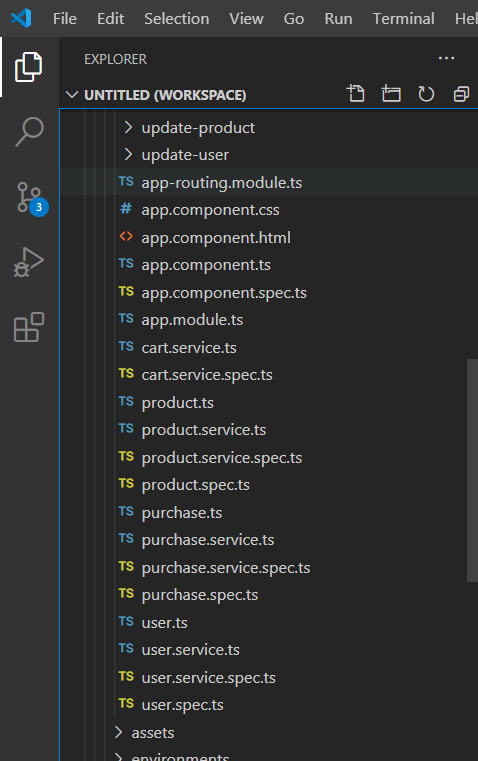 File Edit Selection View Go Run Terminal Hel
EXPLORER
UNTITLED (WORKSPACE)
update-product
update-user
TS app-routing.module.ts
# app.component.css
<> app.component.html
TS app.component.ts
TS app.component.spec.ts
TS app.module.ts
TS cart.service.ts
TS cart.service.spec.ts
TS product.ts
TS product.service.ts
TS product.service.spec.ts
TS product.spec.ts
TS purchase.ts
TS purchase.service.ts
TS purchase.service.spec.ts
TS purchase.spec.ts
TS user.ts
TS user.service.ts
TS user.service.spec.ts
TS user.spec.ts
assets
environments
3